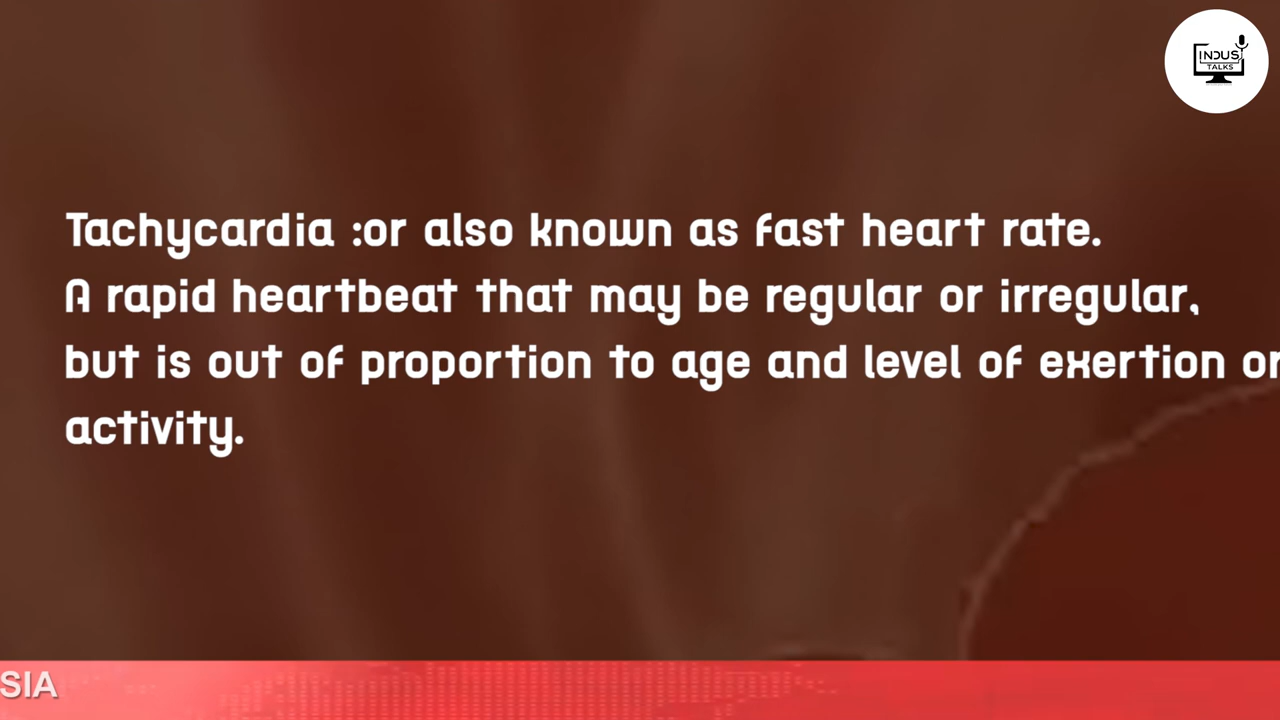 INDUS
TALKS
Tachycardia :or also known as fast heart rate.
A rapid heartbeat that may be regular or irregular,
but is out of proportion to age and level of exertion or
activity.
SIA